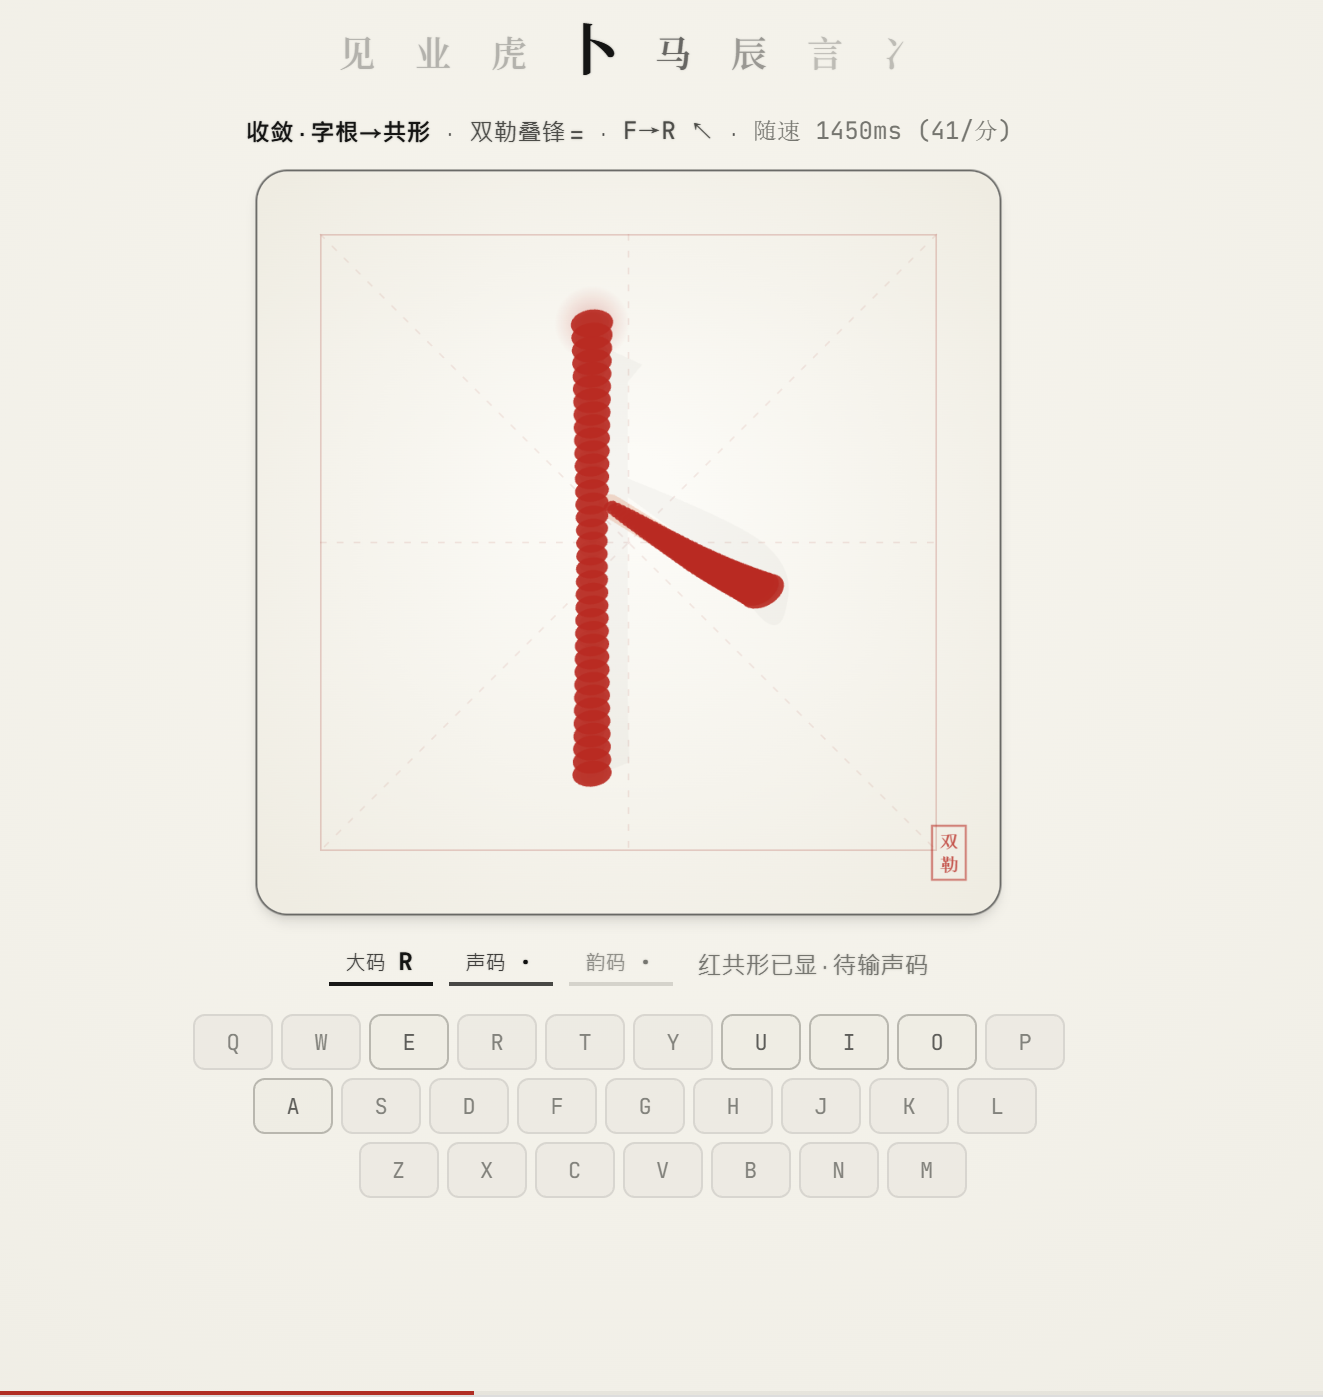 见 业 虎 卜 马 辰 言 冫
收敛·字根→共形 · 双勒叠锋= · F→R ↖ · 随速 1450ms (41/分)
双
勒
大码 R 声码 · 韵码 · 红共形已显·待输声码
Q W E R T Y U I O P
A S D F G H J K L
Z X C V B N M